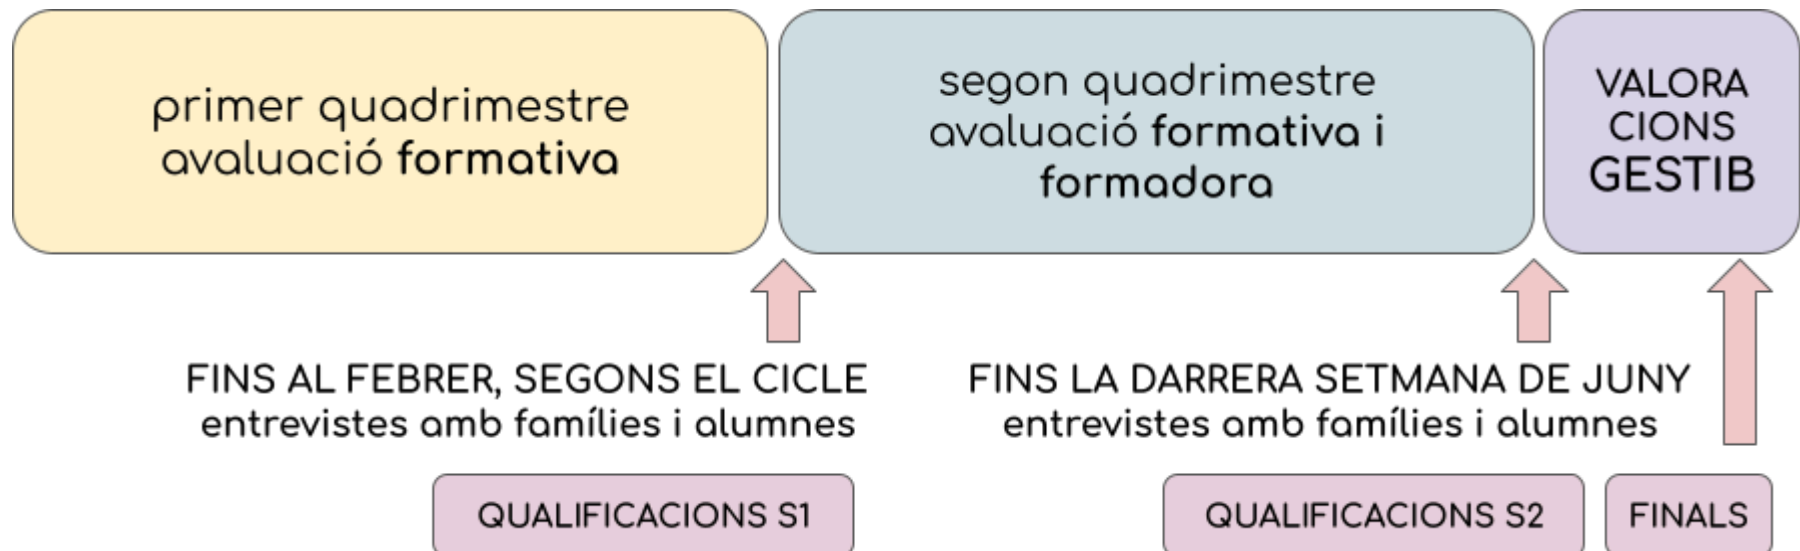 primer quadrimestre
avaluació formativa
segon quadrimestre
avaluació formativa i
formadora
VALORA
CIONS
GESTIB
FINS AL FEBRER, SEGONS EL CICLE
entrevistes amb famílies i alumnes
FINS LA DARRERA SETMANA DE JUNY
entrevistes amb famílies i alumnes
QUALIFICACIONS S1
QUALIFICACIONS S2
FINALS